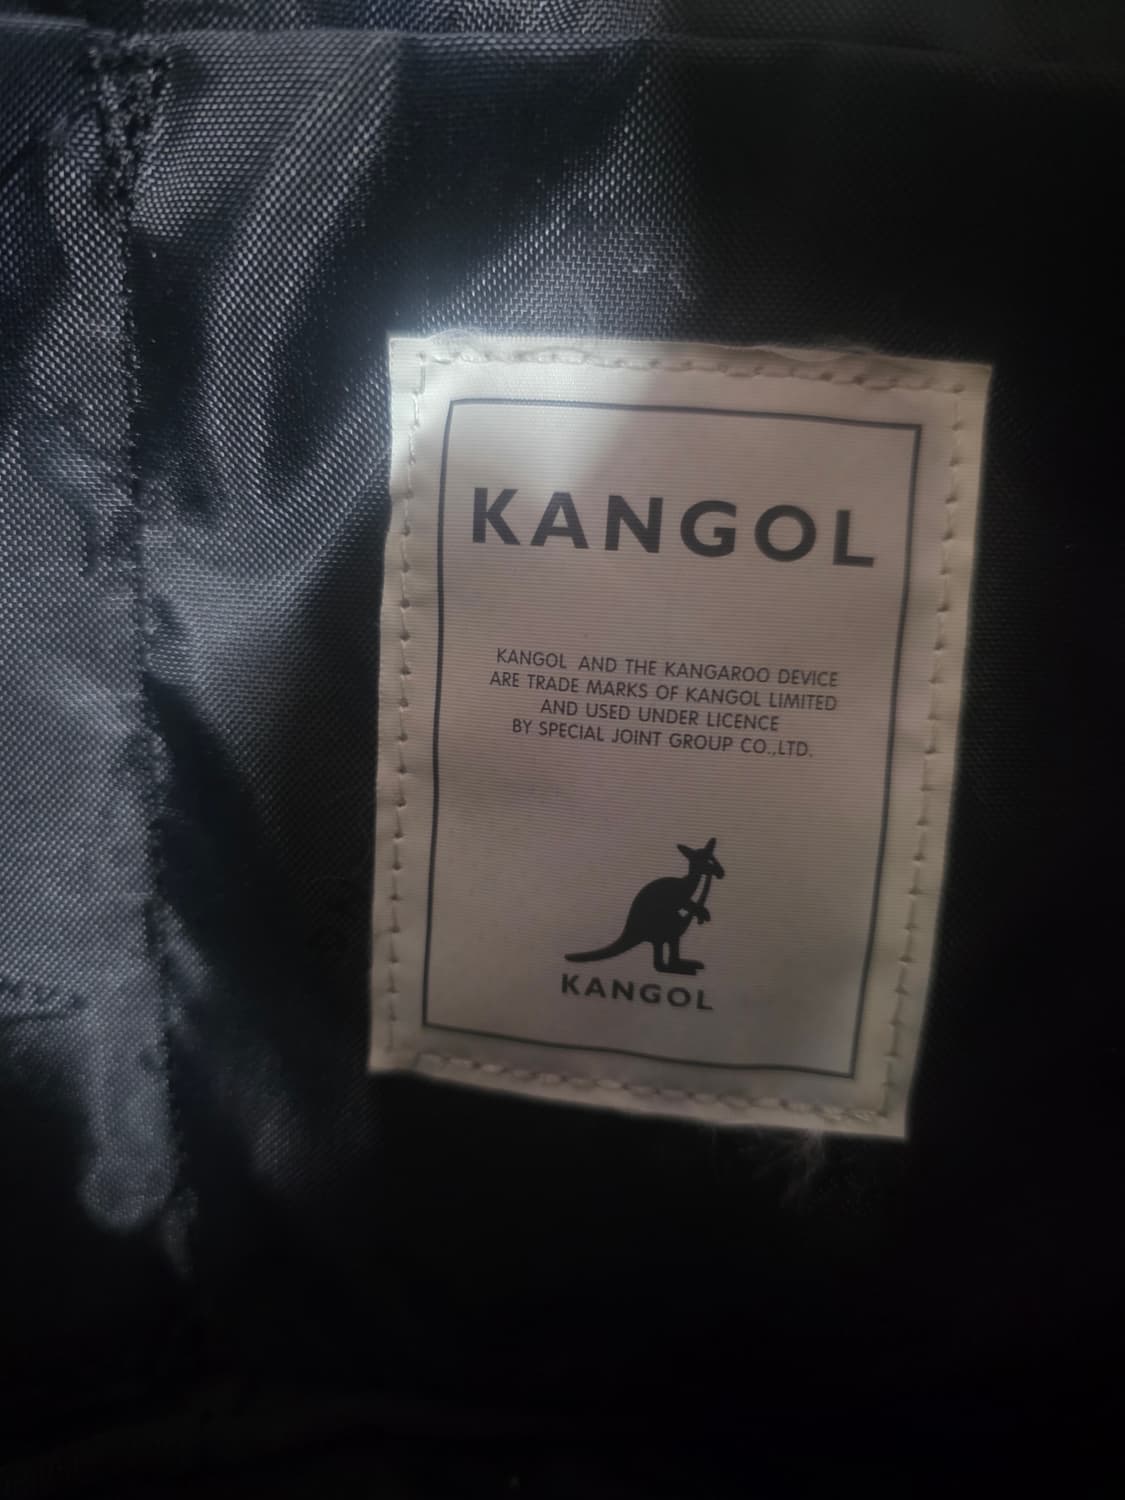 KANGOL
KANGOL AND THE KANGAROO DEVICE
ARE TRADE MARKS OF KANGOL LIMITED
AND USED UNDER LICENCE
BY SPECIAL JOINT GROUP CO.,LTD.
KANGOL